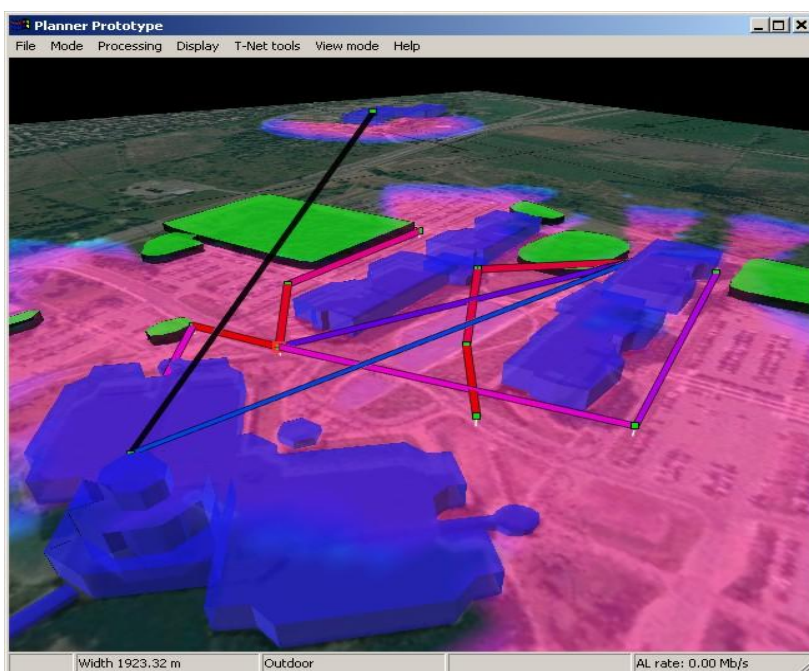 Planner Prototype
File Mode Processing Display T-Net tools View mode Help
Width 1923.32 m Outdoor AL rate: 0.00 Mb/s